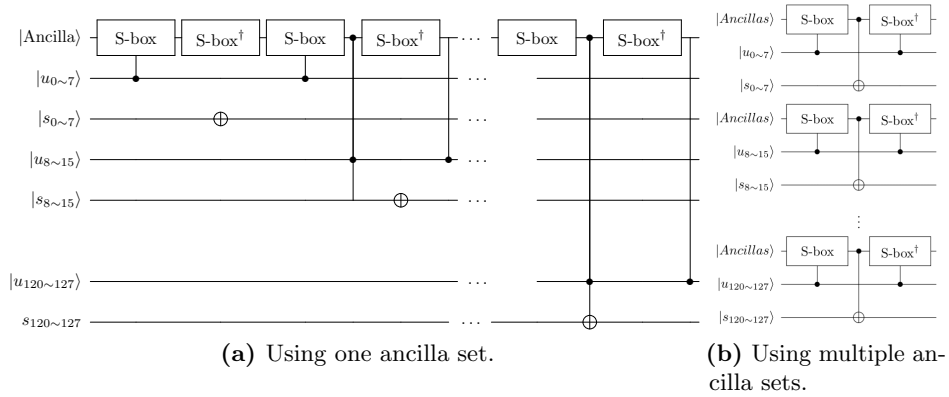 |Ancilla⟩ S-box S-box† S-box S-box† ... S-box S-box†
|u₀∼₇⟩ ...
|s₀∼₇⟩ ...
|u₈∼₁₅⟩ ...
|s₈∼₁₅⟩ ...
|u₁₂₀∼₁₂₇⟩ ...
s₁₂₀∼₁₂₇ ...
(a) Using one ancilla set.
|Ancillas⟩ S-box S-box†
|u₀∼₇⟩
|s₀∼₇⟩
|Ancillas⟩ S-box S-box†
|u₈∼₁₅⟩
|s₈∼₁₅⟩
⋮
|Ancillas⟩ S-box S-box†
|u₁₂₀∼₁₂₇⟩
|s₁₂₀∼₁₂₇⟩
(b) Using multiple an-
cilla sets.